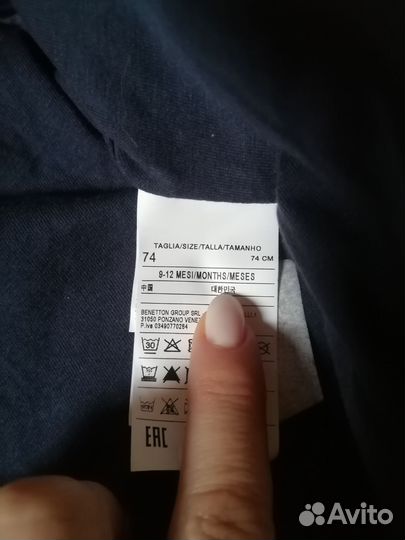 TAGLIA/SIZE/TALLA/TAMANHO
74 74 CM
9-12 MESI/MONTHS/MESES
中国 대한민국
BENETTON GROUP SRL
31050 PONZANO VENETO
P.iva 03490770264
30
EAC
Avito